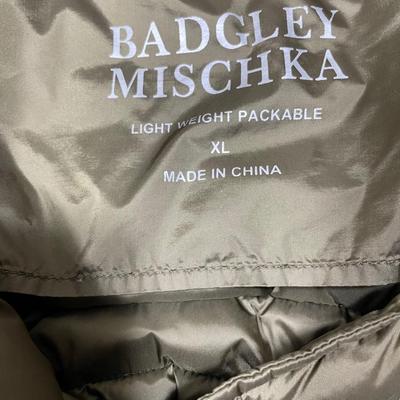 BADGLEY
MISCHKA
LIGHT WEIGHT PACKABLE
XL
MADE IN CHINA